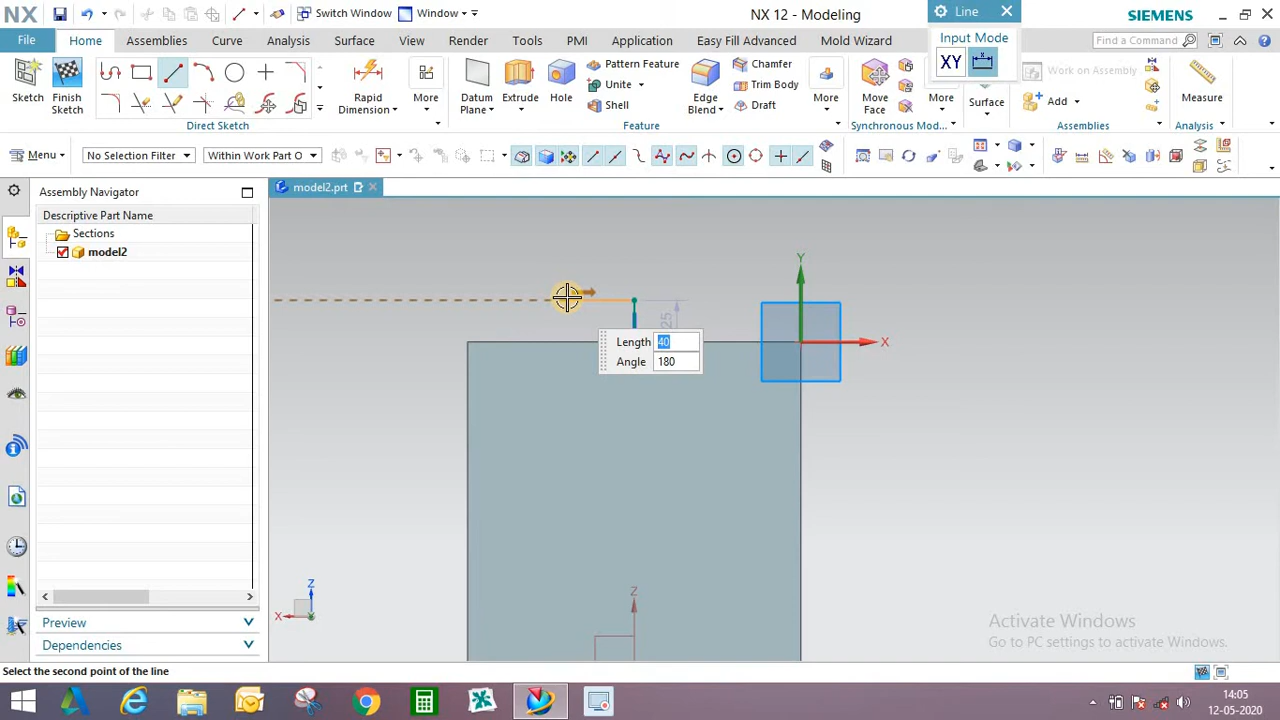 NX
Switch Window
Window
NX 12 - Modeling
Line
SIEMENS
File
Home
Assemblies
Curve
Analysis
Surface
Render
View
Tools
PMI
Application
Easy Fill Advanced
Mold Wizard
Find a Command
Input Mode
XY
Sketch
Finish Sketch
Rapid Dimension
More
Datum Plane
Extrude
Hole
Pattern Feature
Unite
Shell
Edge Blend
Chamfer
Trim Body
Draft
More
Move Face
More
Surface
Work on Assembly
Add
Measure
Direct Sketch
Feature
Synchronous Mod...
Assemblies
Analysis
Menu
No Selection Filter
Within Work Part O
Assembly Navigator
model2.prt
Descriptive Part Name
Sections
model2
Y
X
25
Length 40
Angle 180
Z
X
Z
Preview
Dependencies
Activate Windows
Go to PC settings to activate Windows.
Select the second point of the line
14:05
12-05-2020